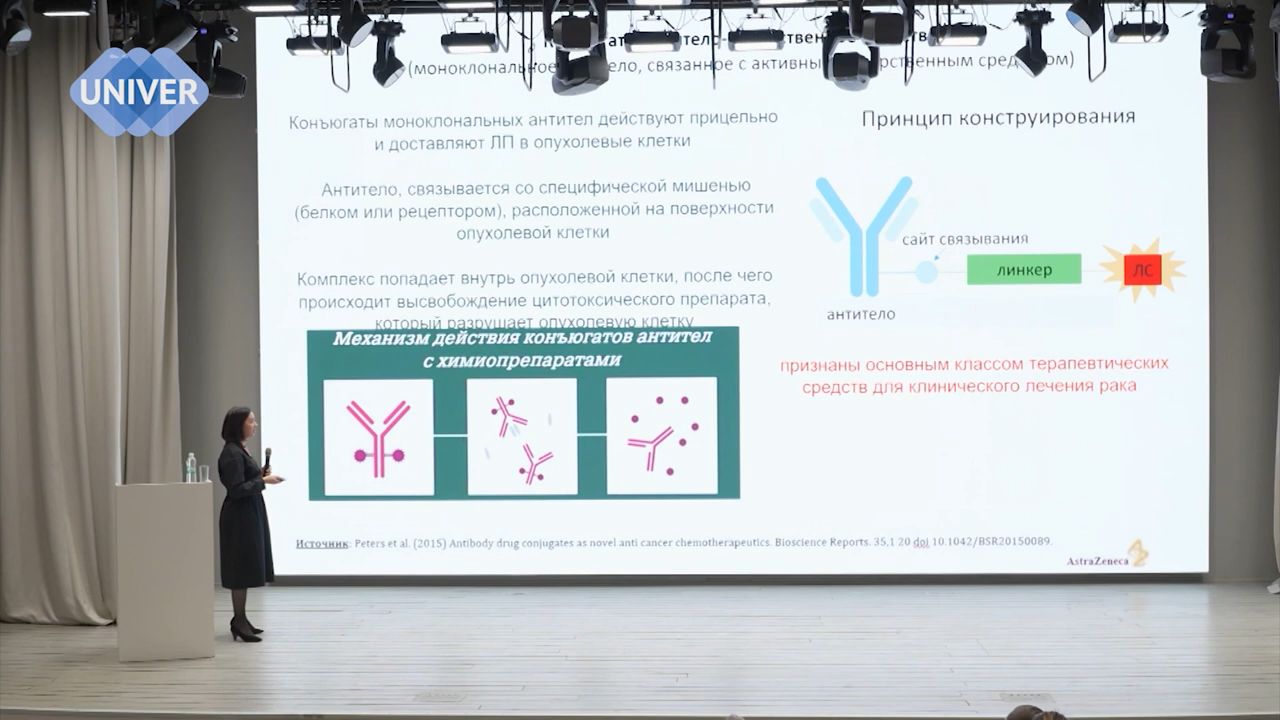 UNIVER
(моноклональное связанное с
Конъюгаты моноклональных антител действуют прицельно
и доставляют ЛП в опухолевые клетки
Антитело, связывается со специфической мишенью
(белком или рецептором), расположенной на поверхности
опухолевой клетки
Комплекс попадает внутрь опухолевой клетки, после чего
происходит высвобождение цитотоксического препарата,
который разрушает опухолевую клетку
Механизм действия конъюгатов антител
с химиопрепаратами
Принцип конструирования
сайт связывания
линкер
ЛС
антитело
признаны основным классом терапевтических
средств для клинического лечения рака
Источник: Peters et al. (2015) Antibody drug conjugates as novel anti cancer chemotherapeutics. Bioscience Reports. 35,1 20 doi 10.1042/BSR20150089.
AstraZeneca